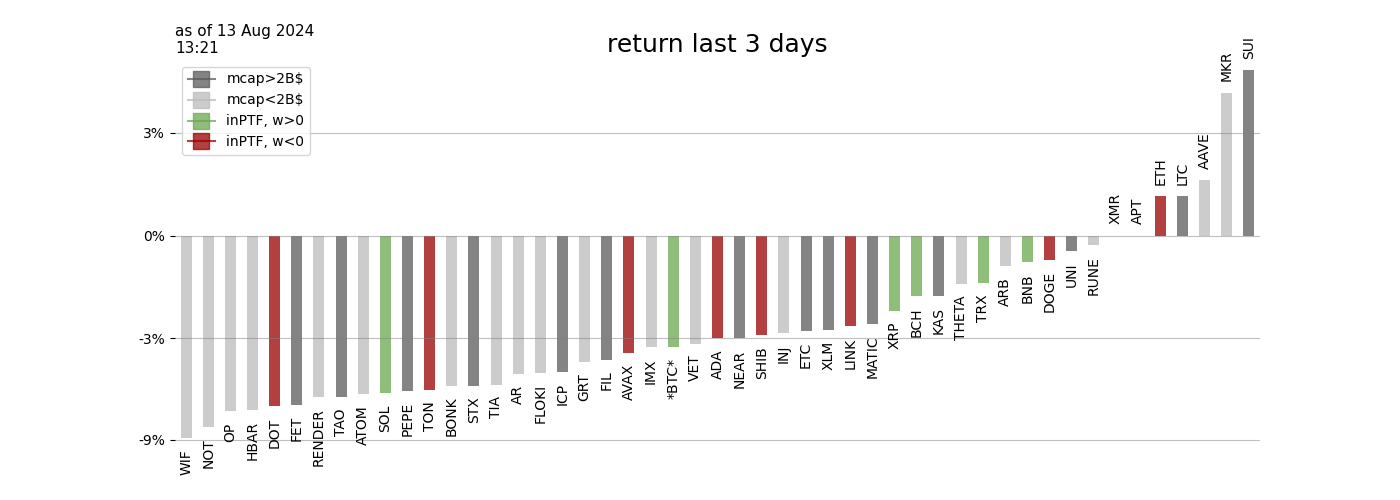 as of 13 Aug 2024
13:21
return last 3 days
mcap>2B$
mcap<2B$
inPTF, w>0
inPTF, w<0
3%
0%
-3%
-9%
WIF
NOT
OP
HBAR
DOT
FET
RENDER
TAO
ATOM
SOL
PEPE
TON
BONK
STX
TIA
AR
FLOKI
ICP
GRT
FIL
AVAX
IMX
*BTC*
VET
ADA
NEAR
SHIB
INJ
ETC
XLM
LINK
MATIC
XRP
BCH
KAS
THETA
TRX
ARB
BNB
DOGE
UNI
RUNE
XMR
APT
ETH
LTC
AAVE
MKR
SUI